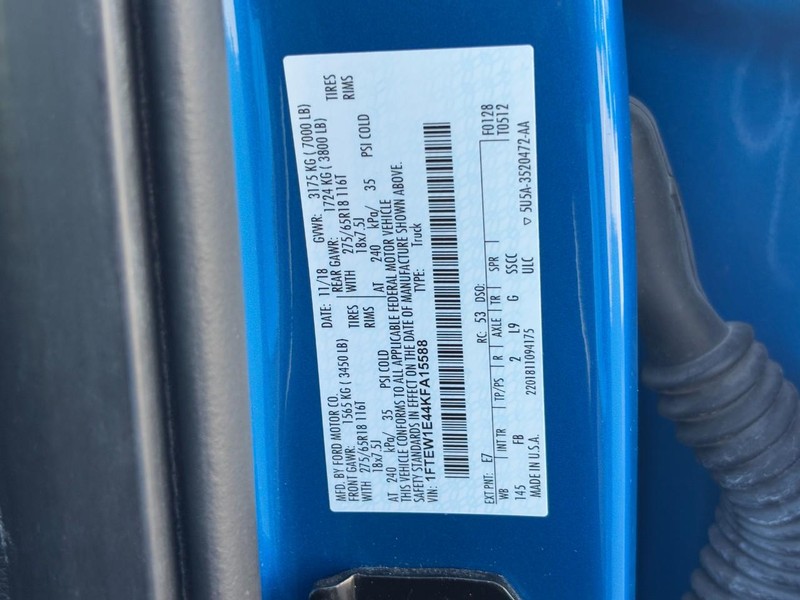 MFD. BY FORD MOTOR CO.
DATE: 11/18 GVWR: 3175 KG ( 7000 LB)
FRONT GAWR: 1565 KG ( 3450 LB) REAR GAWR: 1724 KG ( 3800 LB)
WITH 275/65R18 116T TIRES WITH 275/65R18 116T TIRES
18x7.5J RIMS 18x7.5J RIMS
AT 240 kPa/ 35 PSI COLD AT 240 kPa/ 35 PSI COLD
THIS VEHICLE CONFORMS TO ALL APPLICABLE FEDERAL MOTOR VEHICLE
SAFETY STANDARDS IN EFFECT ON THE DATE OF MANUFACTURE SHOWN ABOVE.
VIN: 1FTEW1E44KFA15588 TYPE: Truck
F0128
EXT PNT: E7 RC: 53 DSO: T0512
WB INT TR TP/PS R AXLE TR SPR
145 FB 2 L9 G SSCC
MADE IN U.S.A. 2201811094175 ULC ▽ 5U5A-3520472-AA